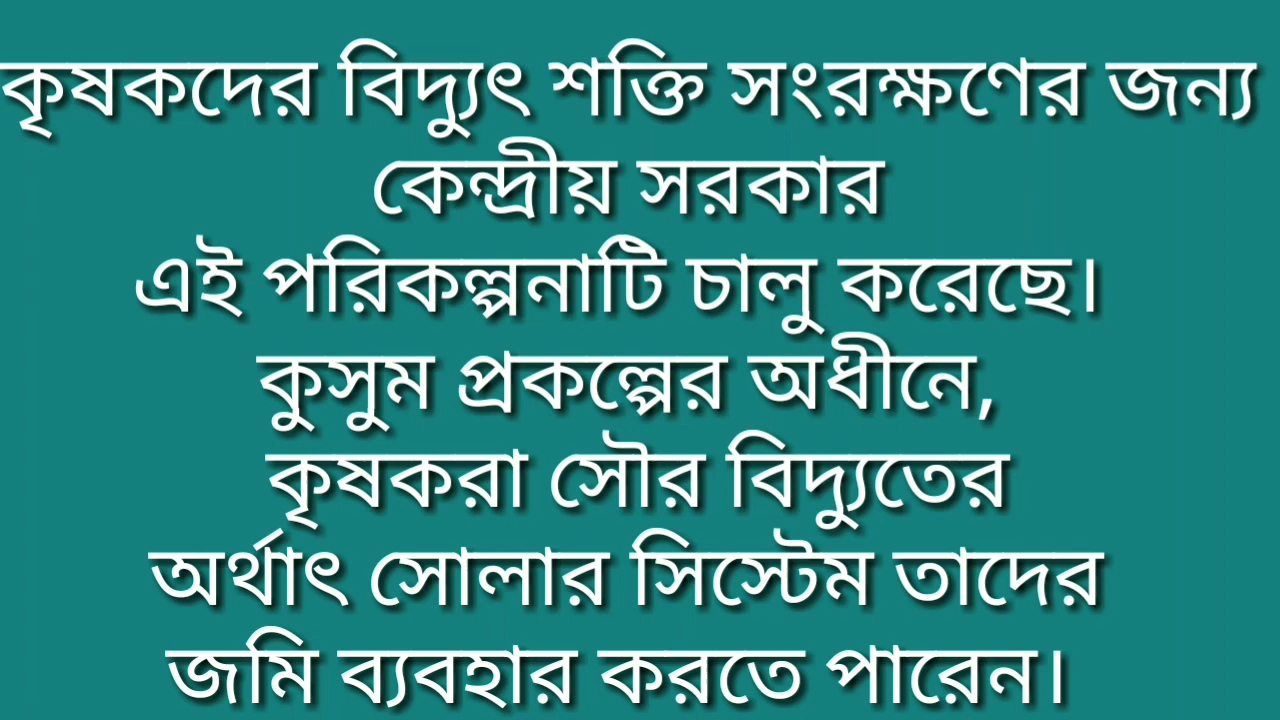 কৃষকদের বিদ্যুৎ শক্তি সংরক্ষণের জন্য
কেন্দ্রীয় সরকার
এই পরিকল্পনাটি চালু করেছে।
কুসুম প্রকল্পের অধীনে,
কৃষকরা সৌর বিদ্যুতের
অর্থাৎ সোলার সিস্টেম তাদের
জমি ব্যবহার করতে পারেন।